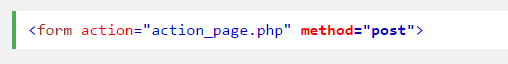 <form action="action_page.php" method="post">